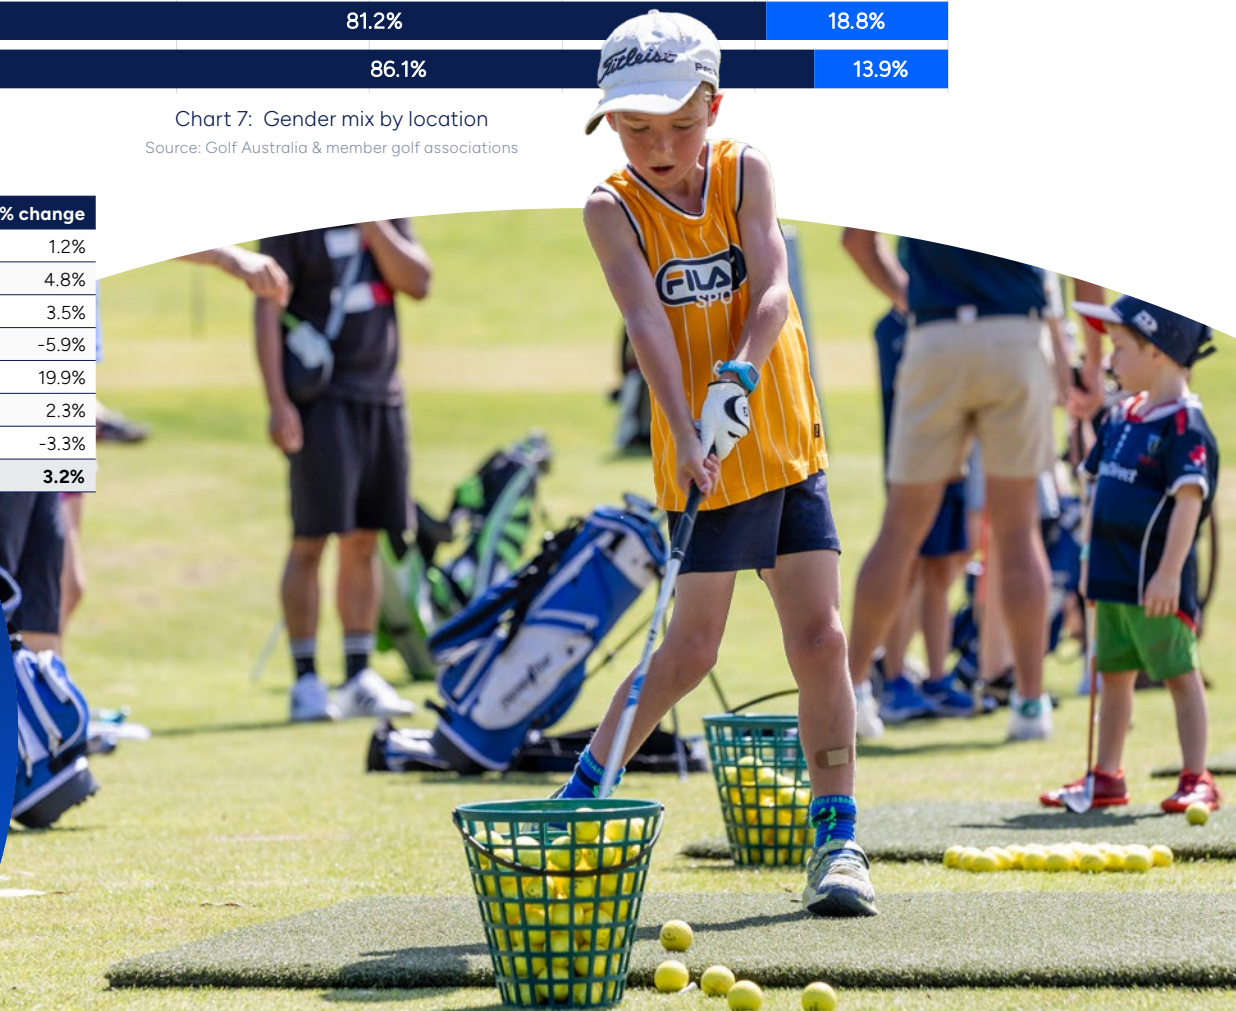 81.2% 18.8%
86.1% 13.9%
Chart 7: Gender mix by location
Source: Golf Australia & member golf associations
% change
1.2%
4.8%
3.5%
-5.9%
19.9%
2.3%
-3.3%
3.2%
Titleist
FILA
SPO